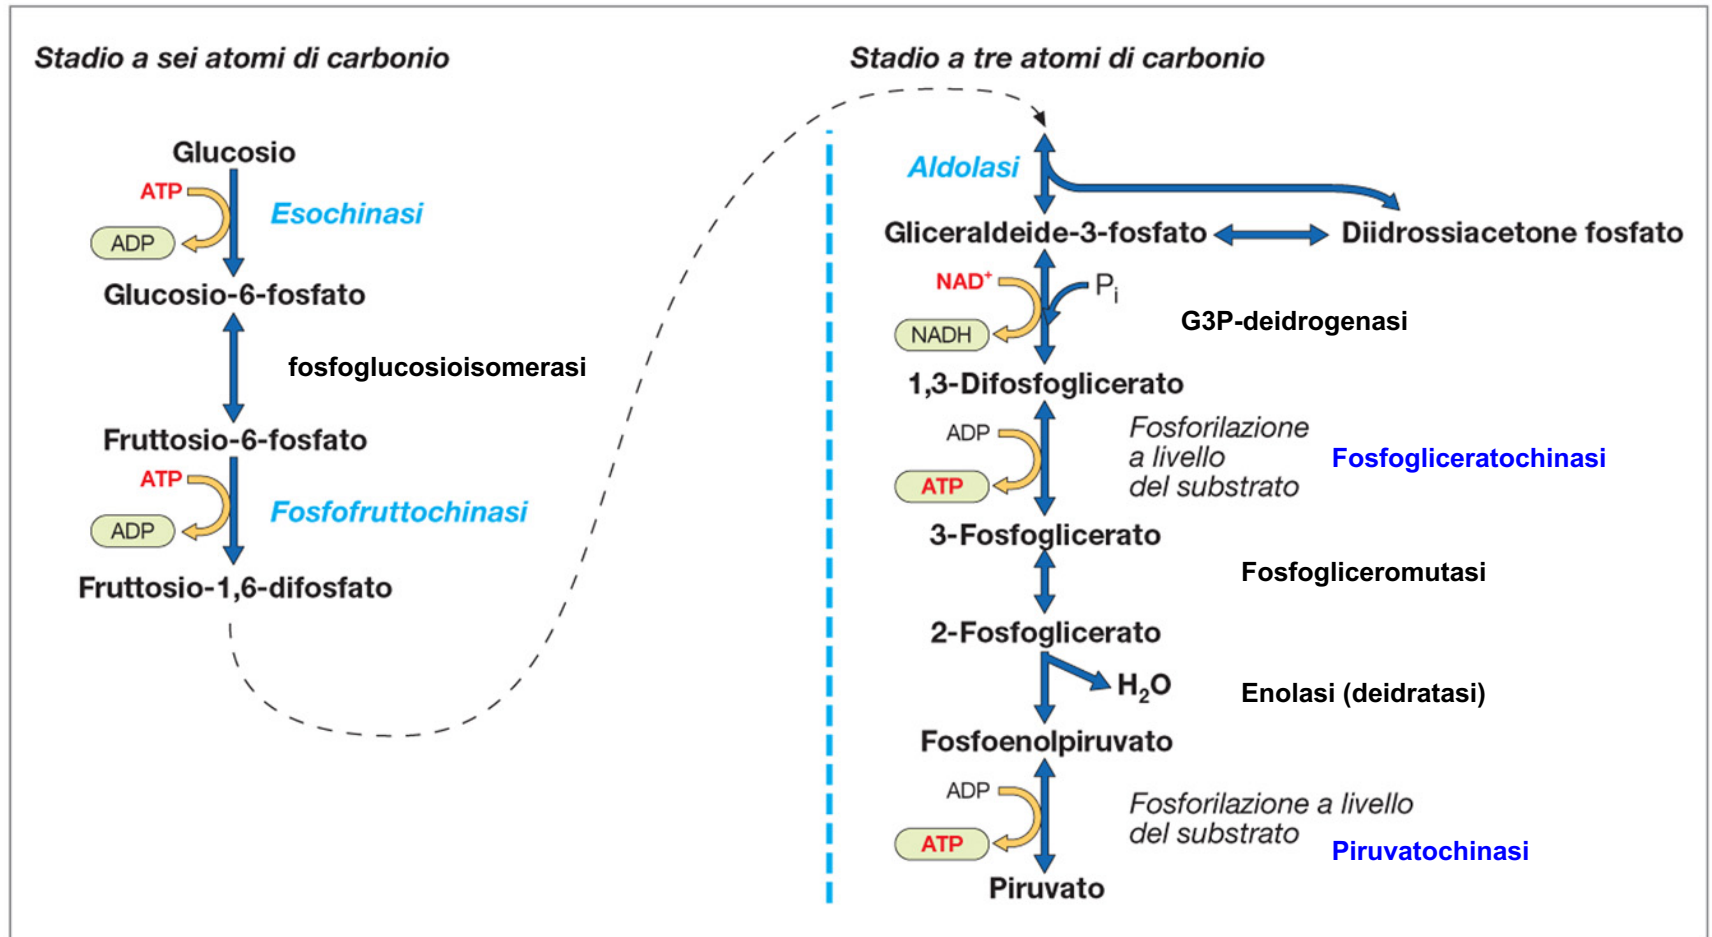 Stadio a sei atomi di carbonio
Glucosio
ATP
Esochinasi
ADP
Glucosio-6-fosfato
fosfoglucosioisomerasi
Fruttosio-6-fosfato
ATP
Fosfofruttochinasi
ADP
Fruttosio-1,6-difosfato
Stadio a tre atomi di carbonio
Aldolasi
Gliceraldeide-3-fosfato
Diidrossiacetone fosfato
NAD⁺
Pᵢ
G3P-deidrogenasi
NADH
1,3-Difosfoglicerato
ADP
Fosforilazione
a livello
del substrato
Fosfogliceratochinasi
ATP
3-Fosfoglicerato
Fosfogliceromutasi
2-Fosfoglicerato
H₂O
Enolasi (deidratasi)
Fosfoenolpiruvato
ADP
Fosforilazione a livello
del substrato
Piruvatochinasi
ATP
Piruvato